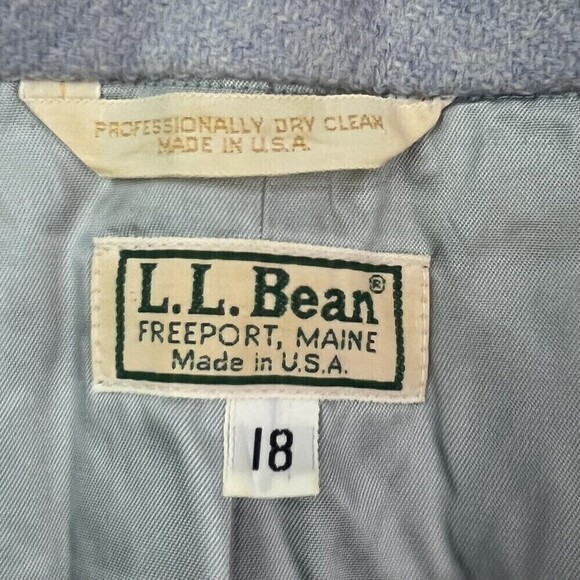 PROFESSIONALLY DRY CLEAN
MADE IN U.S.A.
L.L. Bean®
FREEPORT, MAINE
Made in U.S.A.
18